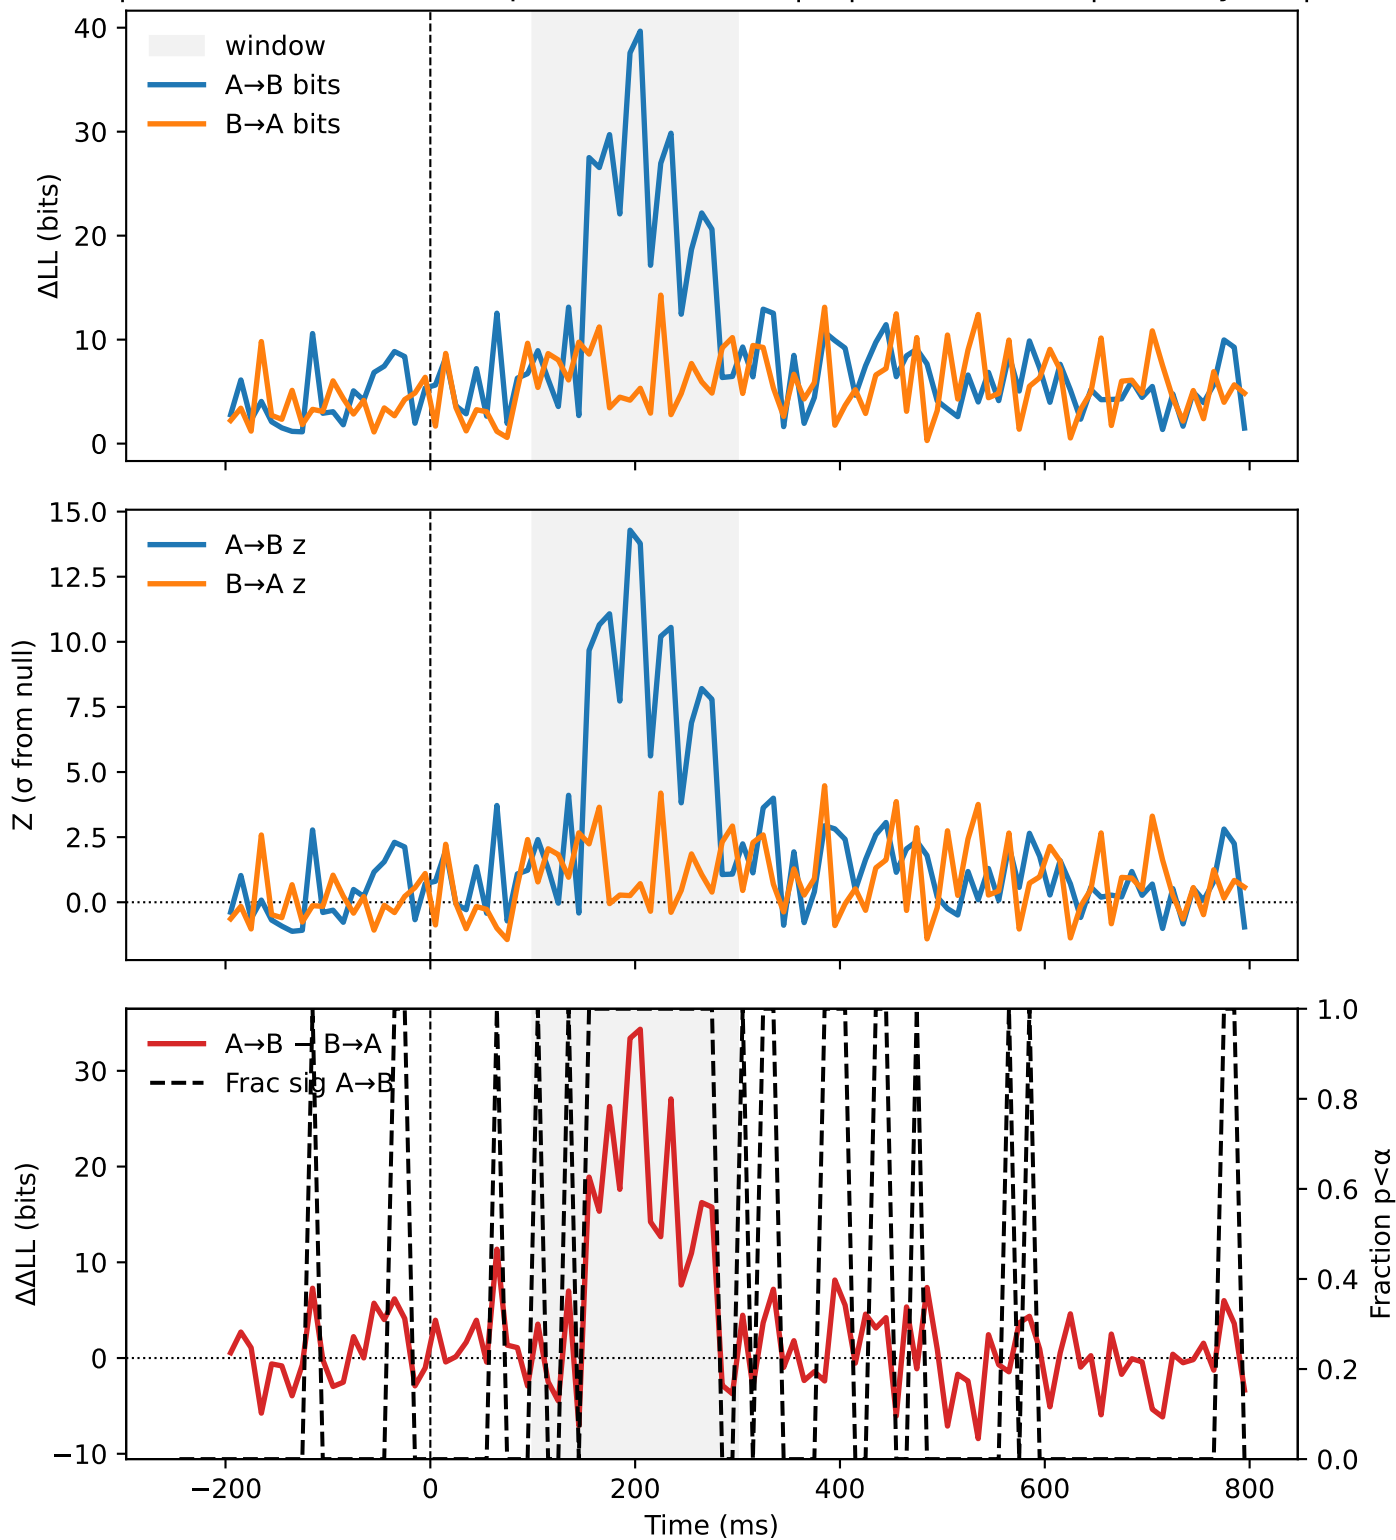 40
30
20
10
0
ΔLL (bits)
window
A→B bits
B→A bits
15.0
12.5
10.0
7.5
5.0
2.5
0.0
Z (σ from null)
A→B z
B→A z
30
20
10
0
−10
ΔΔLL (bits)
A→B − B→A
Frac sig A→B
1.0
0.8
0.6
0.4
0.2
0.0
Fraction p<α
−200 0 200 400 600 800
Time (ms)